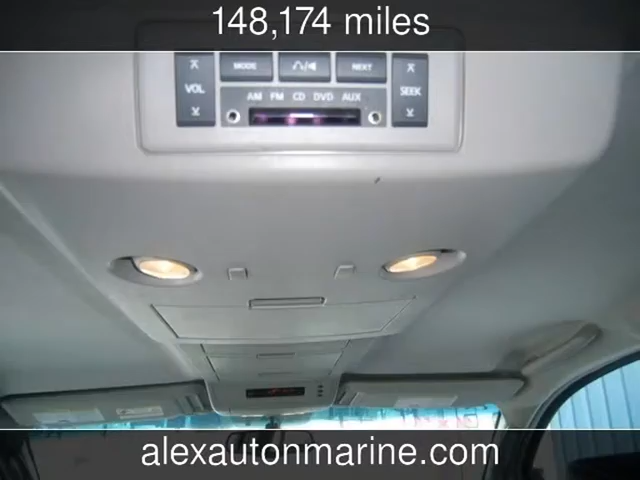 148,174 miles
MODE
NEXT
VOL
SEEK
AM FM CD DVD AUX
alexautonmarine.com